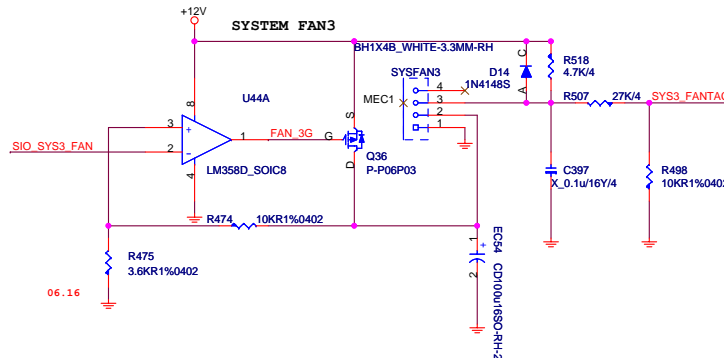 +12V
SYSTEM FAN3
BH1X4B_WHITE-3.3MM-RH
SYSFAN3
MEC1
4
3
2
1
D14
1N4148S
C
A
R518
4.7K/4
R507
27K/4
SYS3_FANTAC
U44A
8
3
+
2
-
1
4
LM358D_SOIC8
SIO_SYS3_FAN
FAN_3G
G
S
D
Q36
P-P06P03
C397
X_0.1u/16Y/4
R498
10KR1%0402
R474
10KR1%0402
R475
3.6KR1%0402
1
+
2
EC54
CD100u16SO-RH-2
06.16